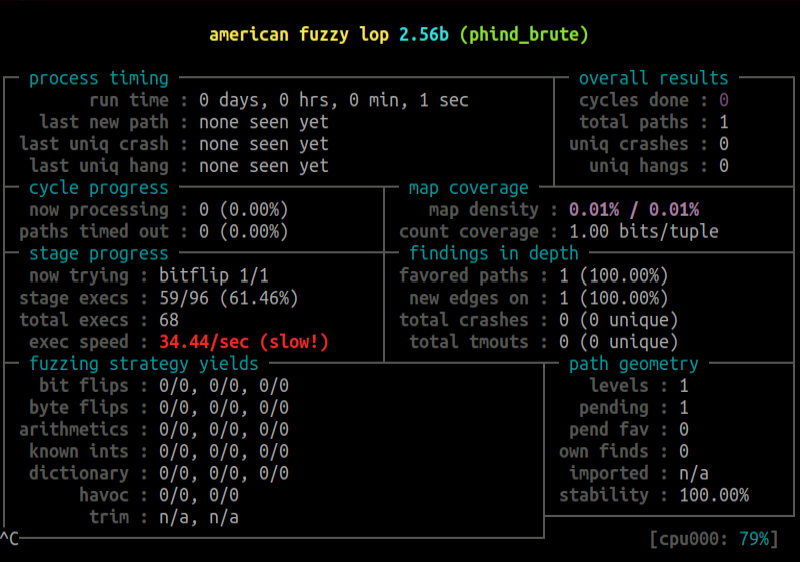 american fuzzy lop 2.56b (phind_brute)
process timing overall results
run time : 0 days, 0 hrs, 0 min, 1 sec cycles done : 0
last new path : none seen yet total paths : 1
last uniq crash : none seen yet uniq crashes : 0
last uniq hang : none seen yet uniq hangs : 0
cycle progress map coverage
now processing : 0 (0.00%) map density : 0.01% / 0.01%
paths timed out : 0 (0.00%) count coverage : 1.00 bits/tuple
stage progress findings in depth
now trying : bitflip 1/1 favored paths : 1 (100.00%)
stage execs : 59/96 (61.46%) new edges on : 1 (100.00%)
total execs : 68 total crashes : 0 (0 unique)
exec speed : 34.44/sec (slow!) total tmouts : 0 (0 unique)
fuzzing strategy yields path geometry
bit flips : 0/0, 0/0, 0/0 levels : 1
byte flips : 0/0, 0/0, 0/0 pending : 1
arithmetics : 0/0, 0/0, 0/0 pend fav : 0
known ints : 0/0, 0/0, 0/0 own finds : 0
dictionary : 0/0, 0/0, 0/0 imported : n/a
havoc : 0/0, 0/0 stability : 100.00%
trim : n/a, n/a
^C [cpu000: 79%]